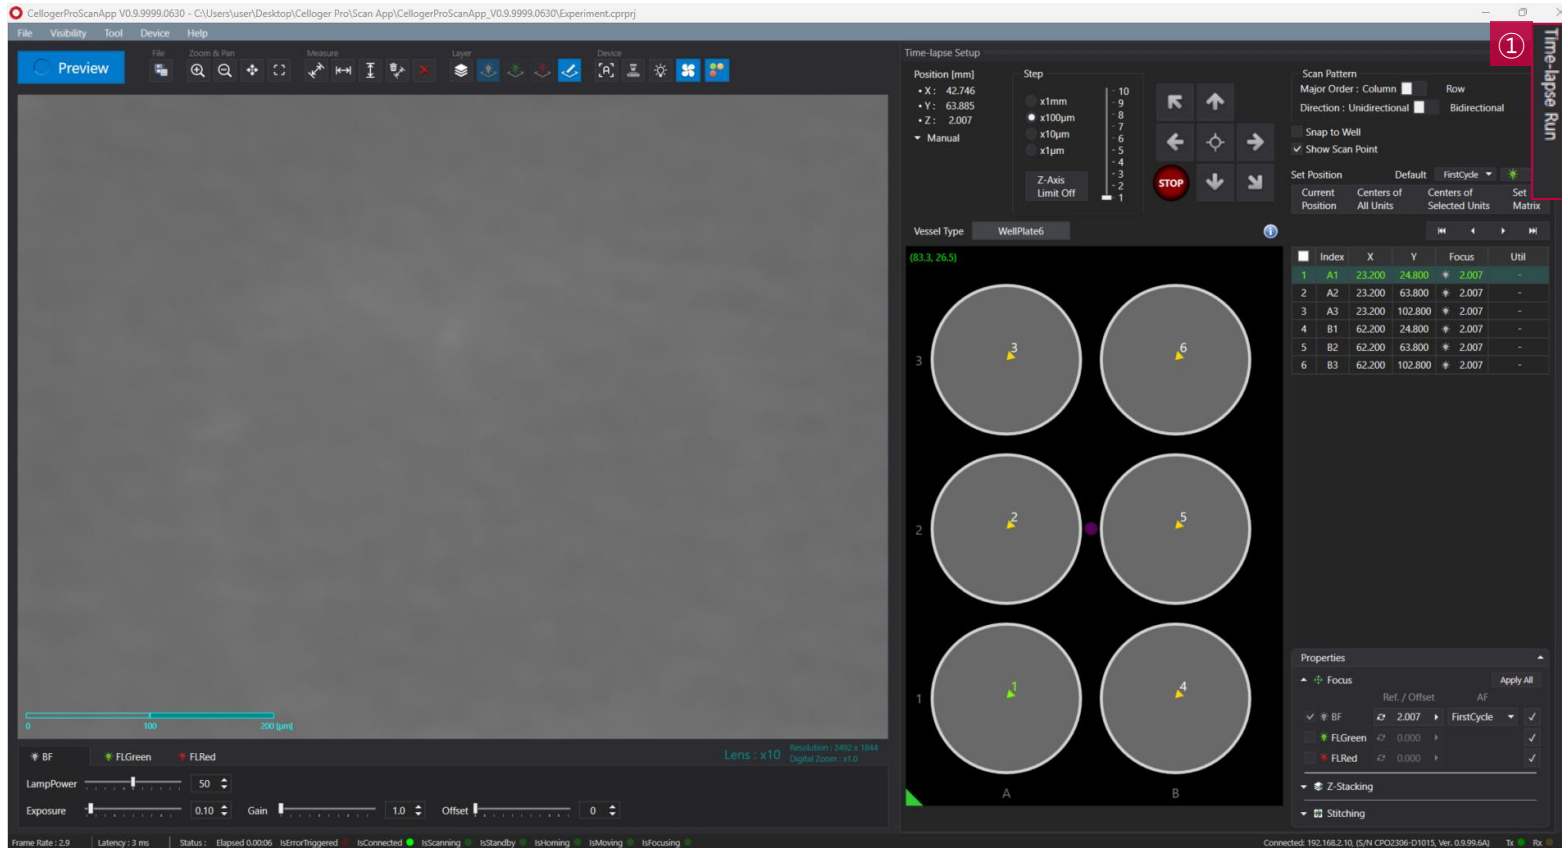 CellogerProScanApp V0.9.9999.0630 - C:\Users\user\Desktop\Celloger Pro\Scan App\CellogerProScanApp_V0.9.9999.0630\Experiment.cprprj
File Visibility Tool Device Help
①
Time-lapse Run
Preview
File Zoom & Pan Measure Layer Device
Time-lapse Setup
Position [mm]
• X : 42.746
• Y : 63.885
• Z : 2.007
Manual
Step
x1mm
x100μm
x10μm
x1μm
Z-Axis
Limit Off
10
9
8
7
6
5
4
3
2
1
STOP
Scan Pattern
Major Order : Column Row
Direction : Unidirectional Bidirectional
Snap to Well
Show Scan Point
Set Position Default FirstCycle
Current Position
Centers of All Units
Centers of Selected Units
Set Matrix
Vessel Type WellPlate6
(83.3, 26.5)
3 3 6
2 2 5
1 1 4
A B
Index X Y Focus Util
1 A1 23.200 24.800 2.007 -
2 A2 23.200 63.800 2.007 -
3 A3 23.200 102.800 2.007 -
4 B1 62.200 24.800 2.007 -
5 B2 62.200 63.800 2.007 -
6 B3 62.200 102.800 2.007 -
Properties
Focus Apply All
Ref. / Offset AF
BF 2.007 FirstCycle
FLGreen 0.000
FLRed 0.000
Z-Stacking
Stitching
0 100 200 [μm]
BF FLGreen FLRed
Lens : x10
Resolution : 2492 x 1844
Digital Zoom : x1.0
LampPower 50
Exposure 0.10 Gain 1.0 Offset 0
Frame Rate : 2.9 Latency : 3 ms Status : Elapsed 0.00:06 IsErrorTriggered IsConnected IsScanning IsStandby IsHoming IsMoving IsFocusing
Connected: 192.168.2.10, (S/N CPO2306-D1015, Ver. 0.9.99.6A) Tx Rx